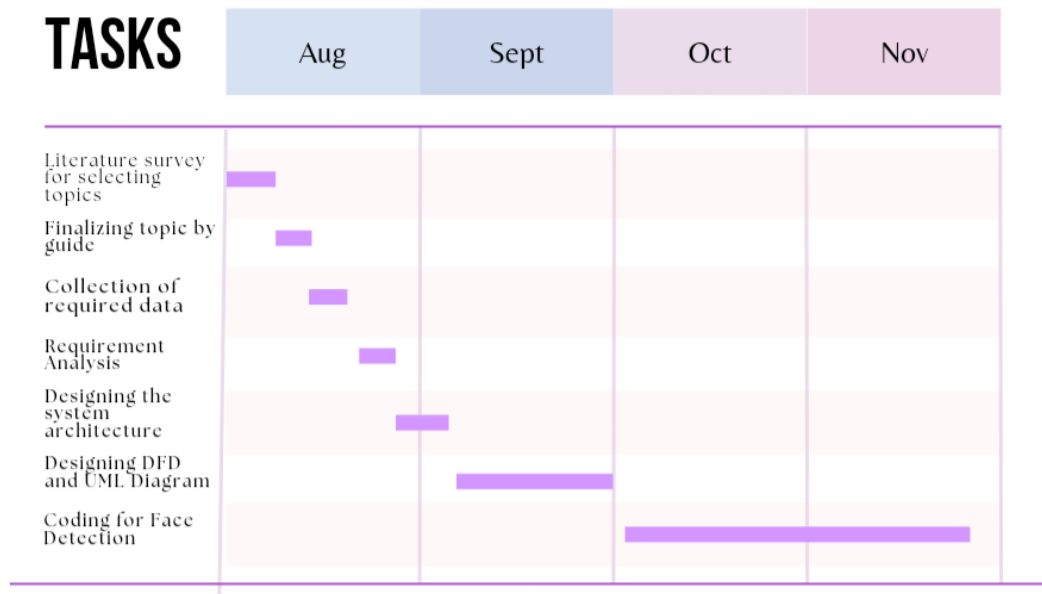 TASKS
Aug
Sept
Oct
Nov
Literature survey
for selecting
topics
Finalizing topic by
guide
Collection of
required data
Requirement
Analysis
Designing the
system
architecture
Designing DFD
and UML Diagram
Coding for Face
Detection